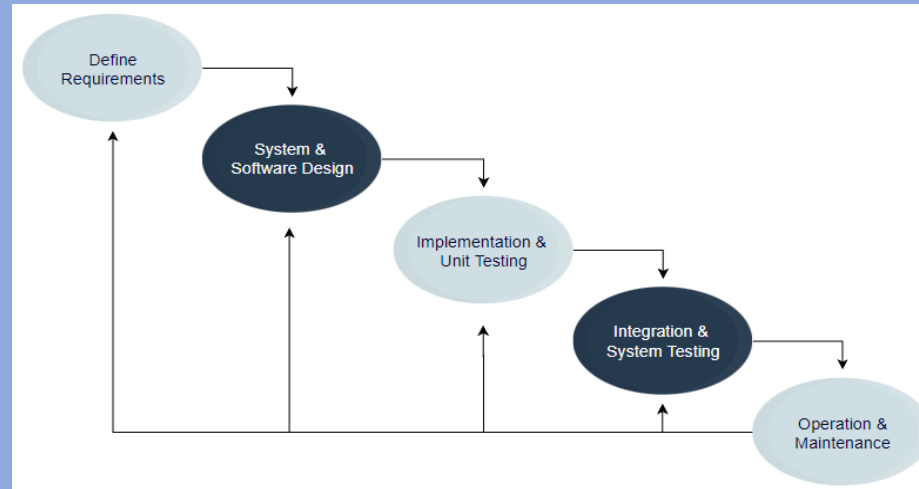 Define
Requirements
System &
Software Design
Implementation &
Unit Testing
Integration &
System Testing
Operation &
Maintenance